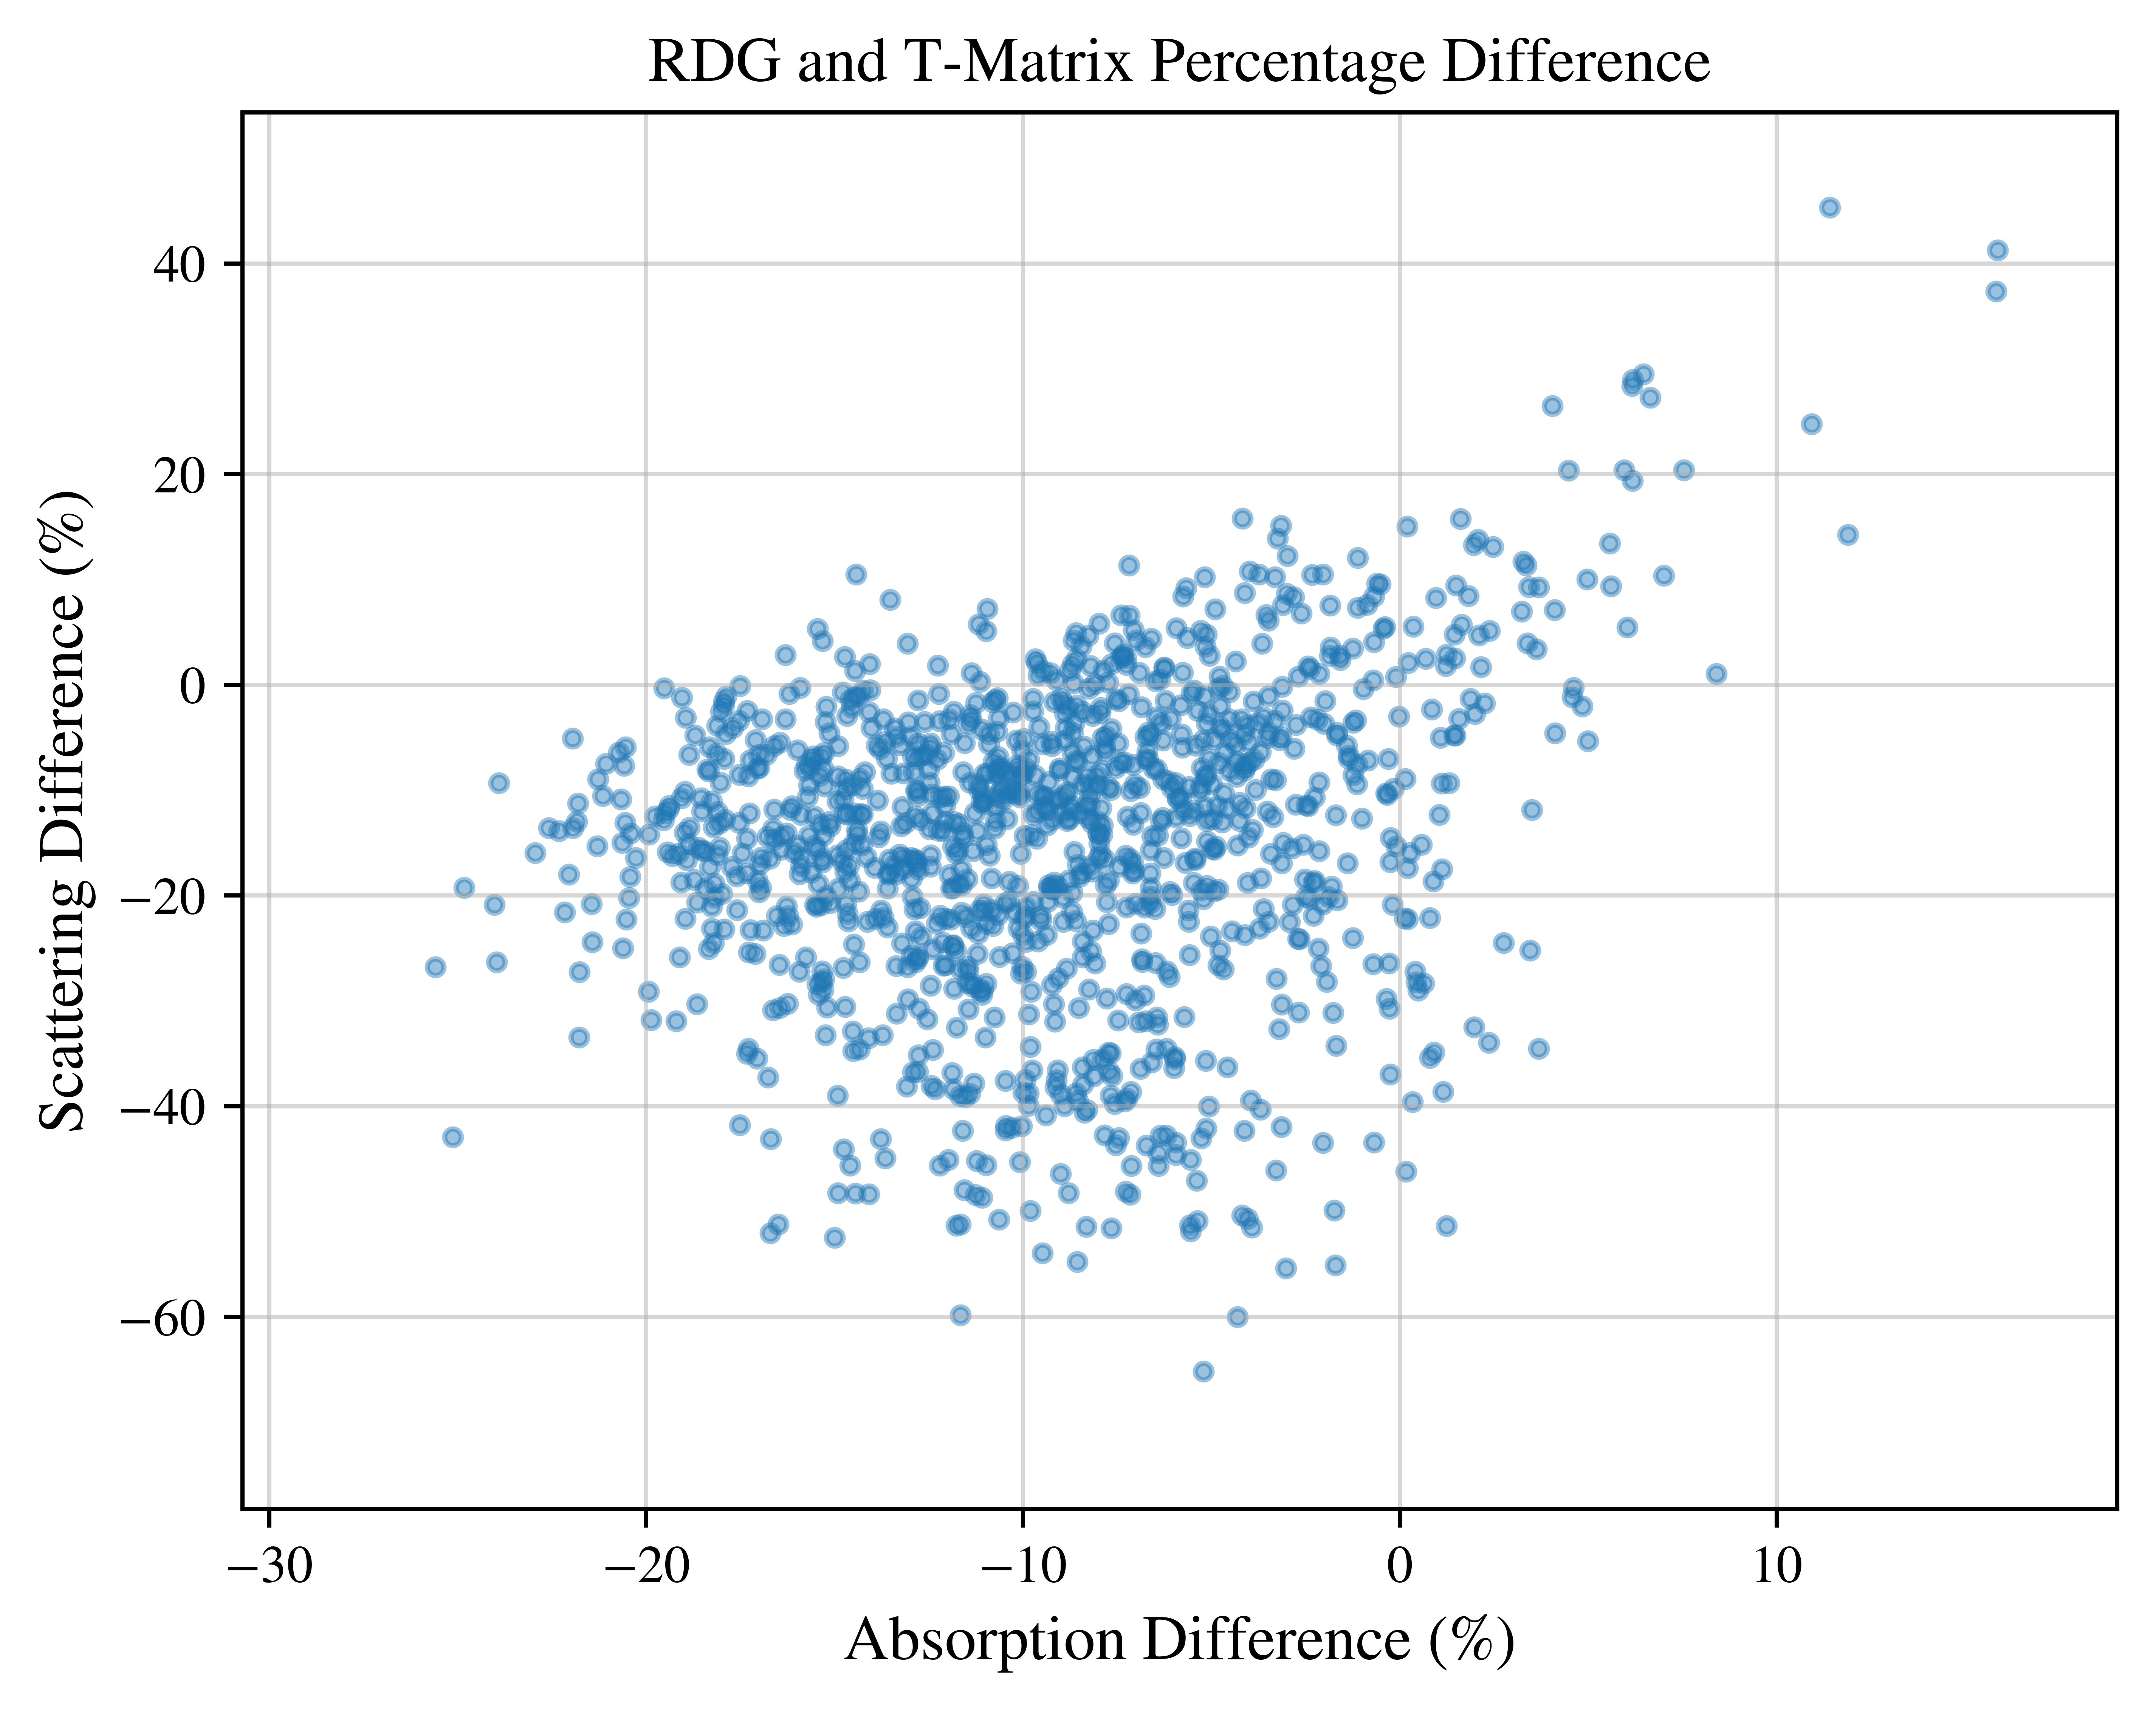 RDG and T-Matrix Percentage Difference
Scattering Difference (%)
40
20
0
−20
−40
−60
−30 −20 −10 0 10
Absorption Difference (%)